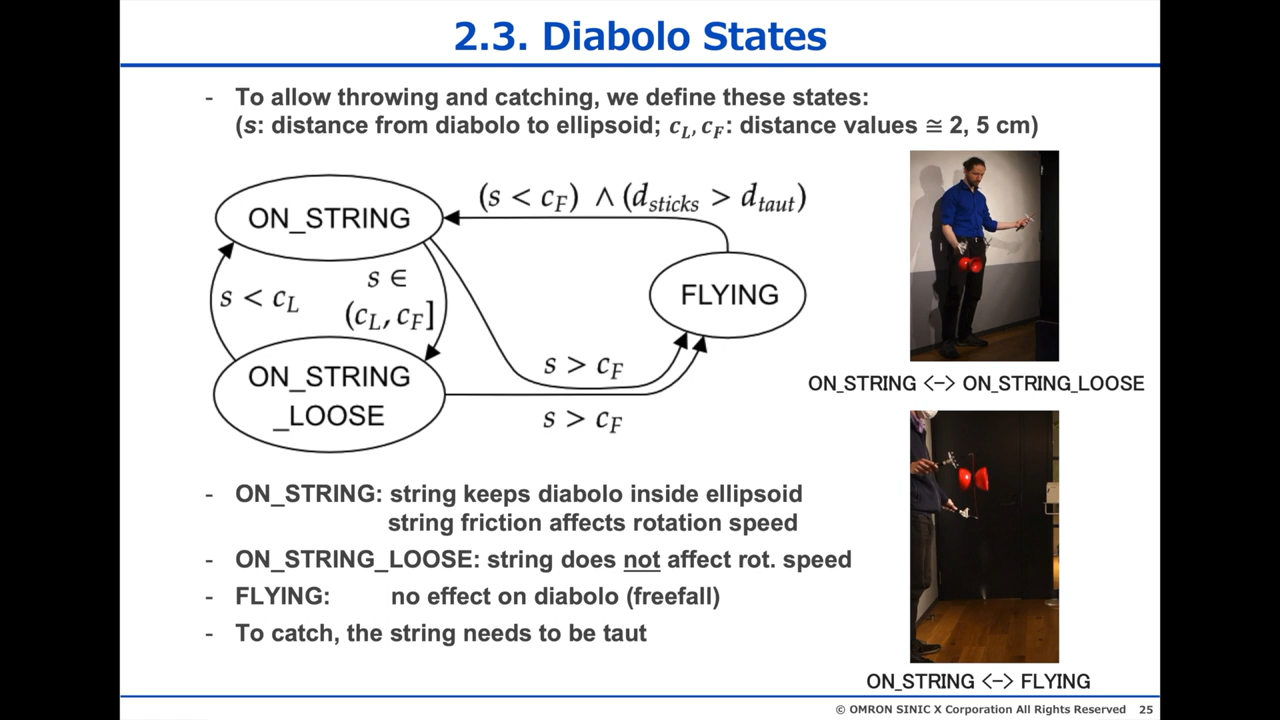 2.3. Diabolo States
- To allow throwing and catching, we define these states:
(s: distance from diabolo to ellipsoid; c_L, c_F: distance values ≅ 2, 5 cm)
(s < c_F) ∧ (d_sticks > d_taut)
ON_STRING
s ∈
(c_L, c_F]
s < c_L
FLYING
s > c_F
ON_STRING
_LOOSE
s > c_F
ON_STRING <-> ON_STRING_LOOSE
- ON_STRING: string keeps diabolo inside ellipsoid
string friction affects rotation speed
- ON_STRING_LOOSE: string does not affect rot. speed
- FLYING: no effect on diabolo (freefall)
- To catch, the string needs to be taut
ON_STRING <-> FLYING
© OMRON SINIC X Corporation All Rights Reserved 25